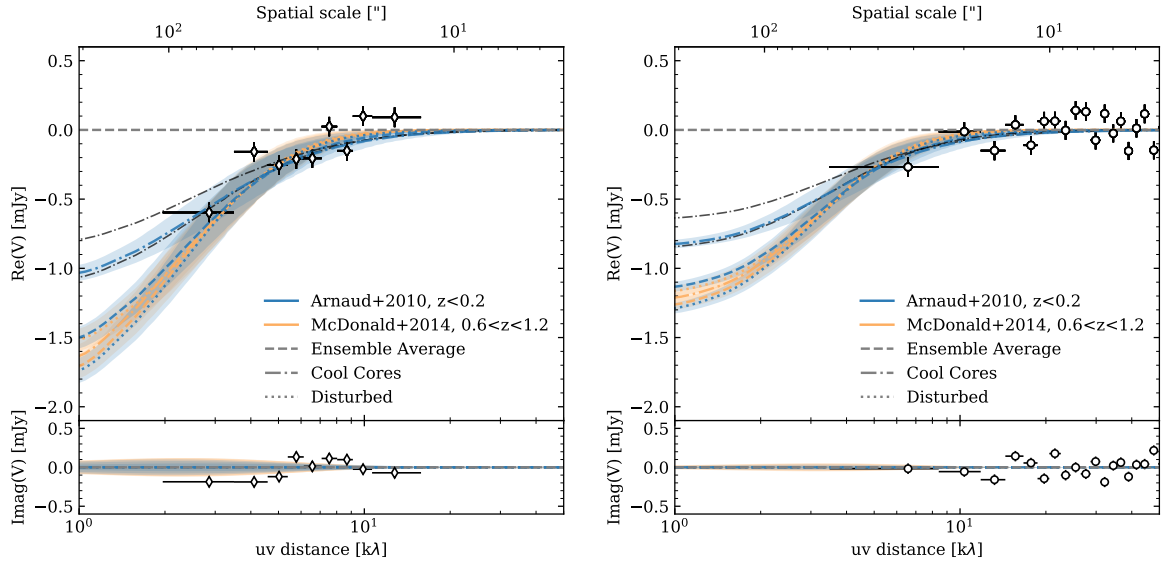 Spatial scale ["]
10²
10¹
0.5
0.0
−0.5
−1.0
−1.5
−2.0
Re(V) [mJy]
Arnaud+2010, z<0.2
McDonald+2014, 0.6<z<1.2
Ensemble Average
Cool Cores
Disturbed
0.5
0.0
−0.5
Imag(V) [mJy]
10⁰
10¹
uv distance [kλ]
Spatial scale ["]
10²
10¹
0.5
0.0
−0.5
−1.0
−1.5
−2.0
Re(V) [mJy]
Arnaud+2010, z<0.2
McDonald+2014, 0.6<z<1.2
Ensemble Average
Cool Cores
Disturbed
0.5
0.0
−0.5
Imag(V) [mJy]
10⁰
10¹
uv distance [kλ]